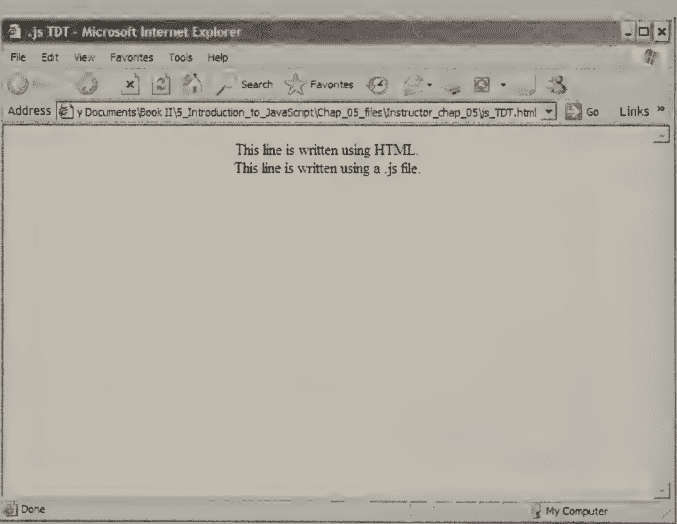 .js TDT - Microsoft Internet Explorer
File Edit View Favorites Tools Help
Search Favorites
Address y Documents\Book II\5_Introduction_to_JavaScript\Chap_05_files\Instructor_chap_05\js_TDT.html Go Links »
This line is written using HTML.
This line is written using a .js file.
Done My Computer